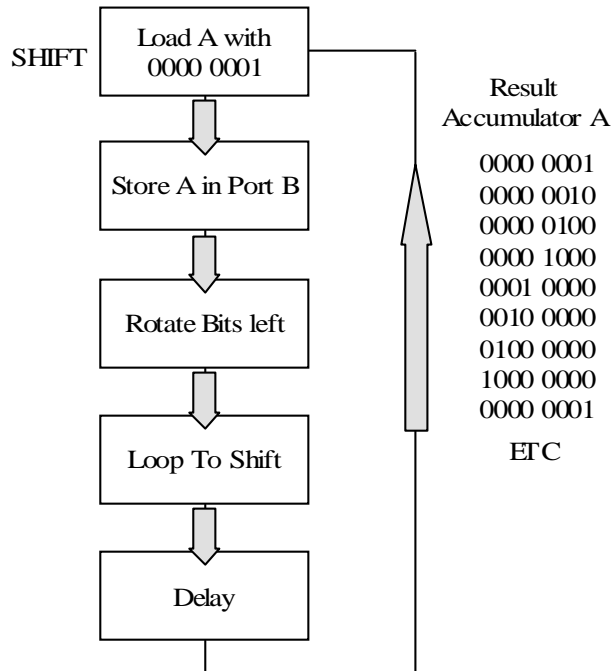 SHIFT
Load A with
0000 0001
Store A in Port B
Rotate Bits left
Loop To Shift
Delay
Result
Accumulator A
0000 0001
0000 0010
0000 0100
0000 1000
0001 0000
0010 0000
0100 0000
1000 0000
0000 0001
ETC